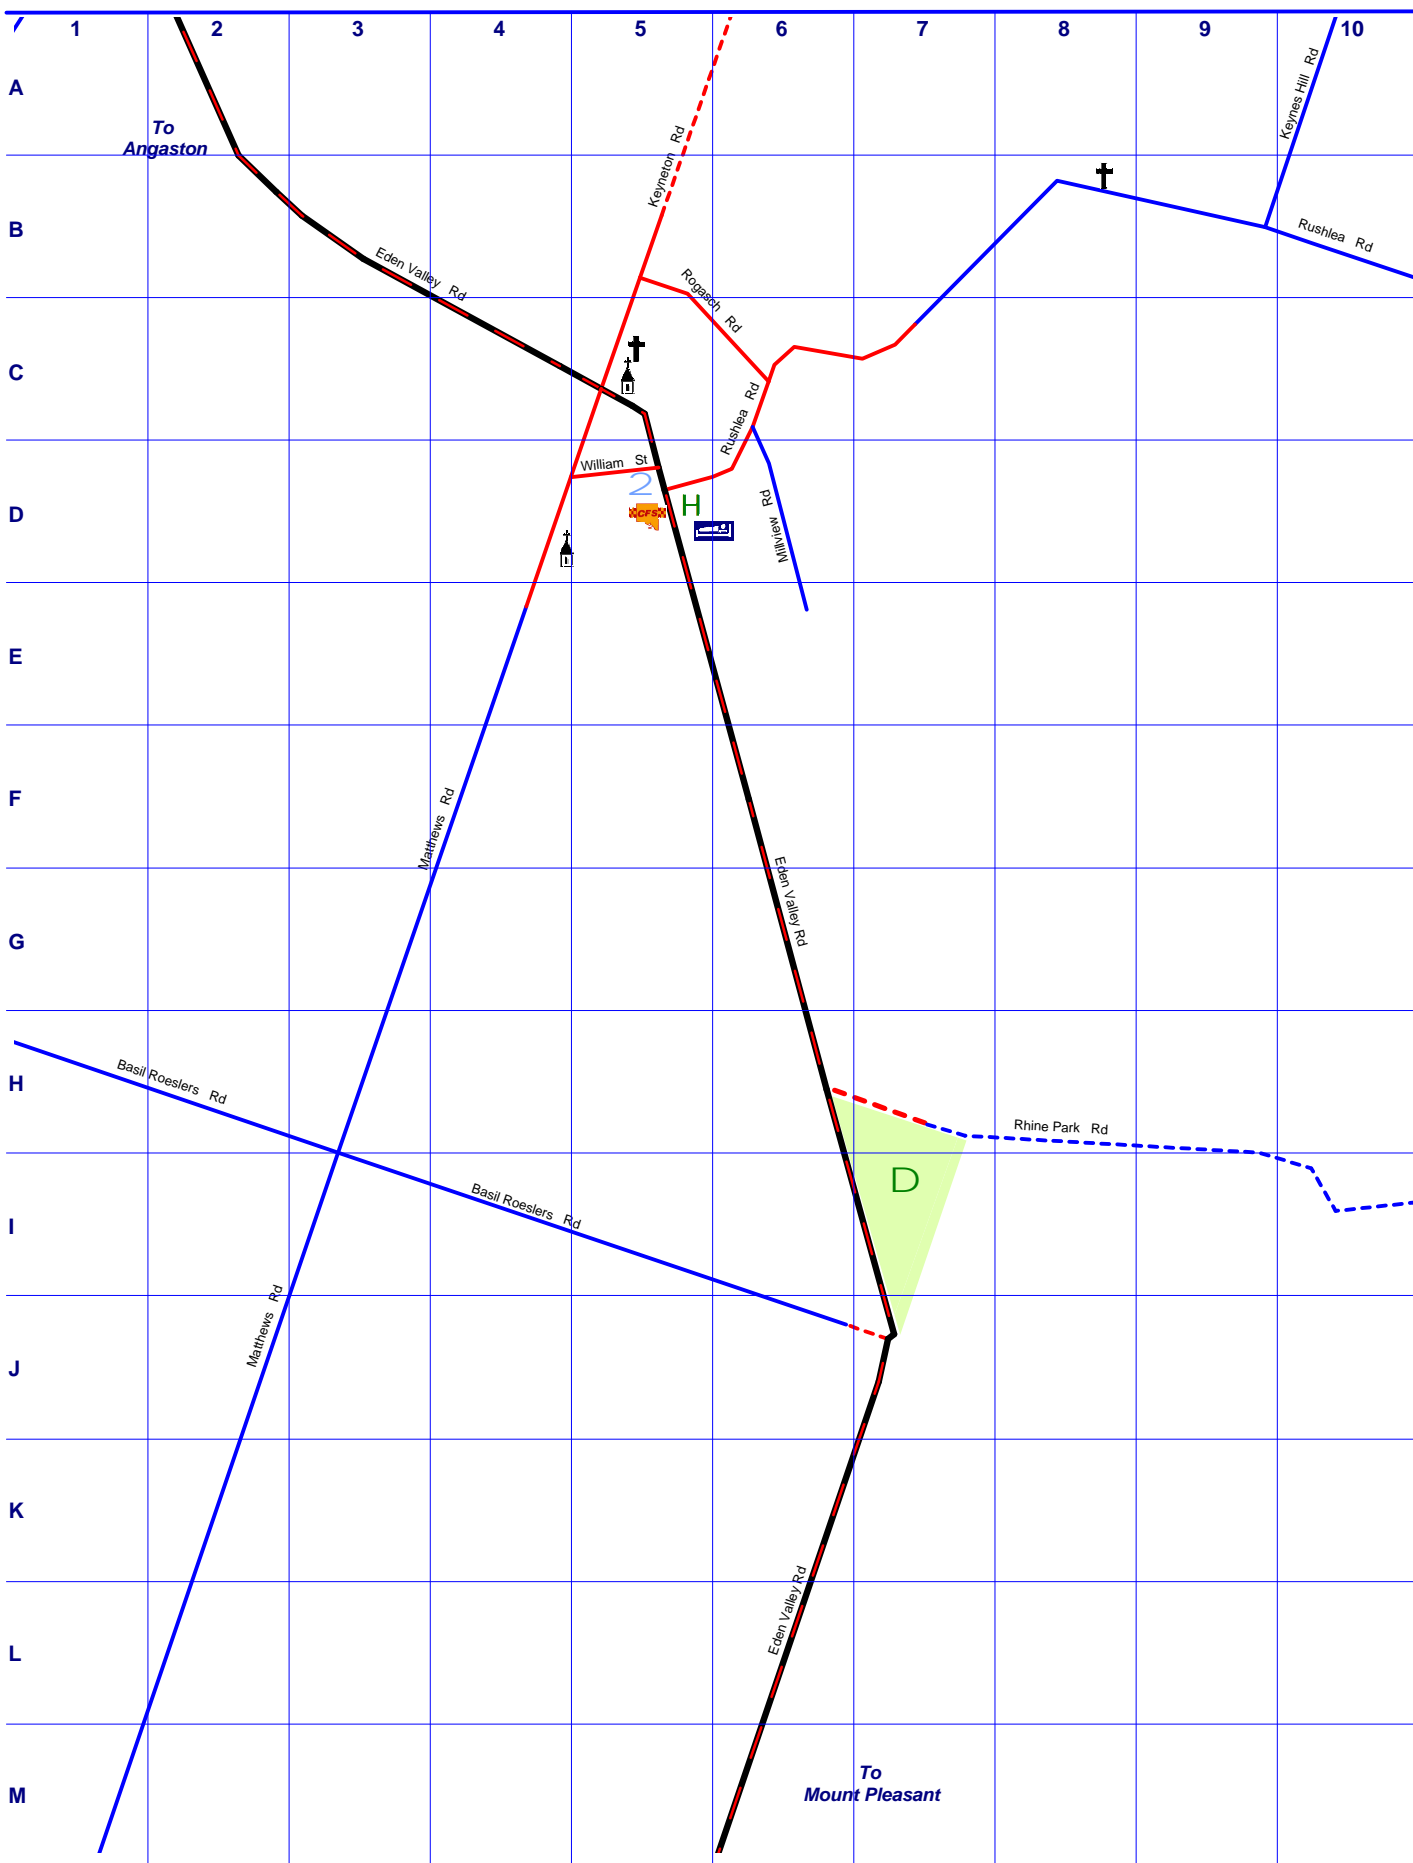 1 2 4 5 6 7 8 9 10
A
Keynes Hill Rd
To
Angaston
Keyneton Rd
B
Rushlea Rd
Eden Valley Rd
Rogasch Rd
C
Rushlea Rd
William St
2
H
D
CFS
Millview Rd
E
F
Matthews Rd
Eden Valley Rd
G
H
Basil Roeslers Rd
Rhine Park Rd
D
Basil Roeslers Rd
I
Matthews Rd
J
K
Eden Valley Rd
L
To
Mount Pleasant
M
3